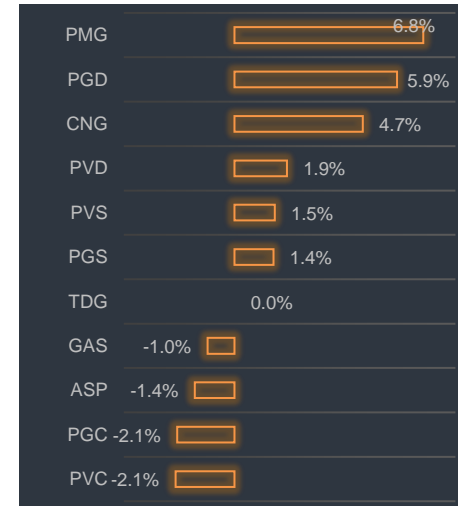 PMG 6.8%
PGD 5.9%
CNG 4.7%
PVD 1.9%
PVS 1.5%
PGS 1.4%
TDG 0.0%
GAS -1.0%
ASP -1.4%
PGC -2.1%
PVC -2.1%